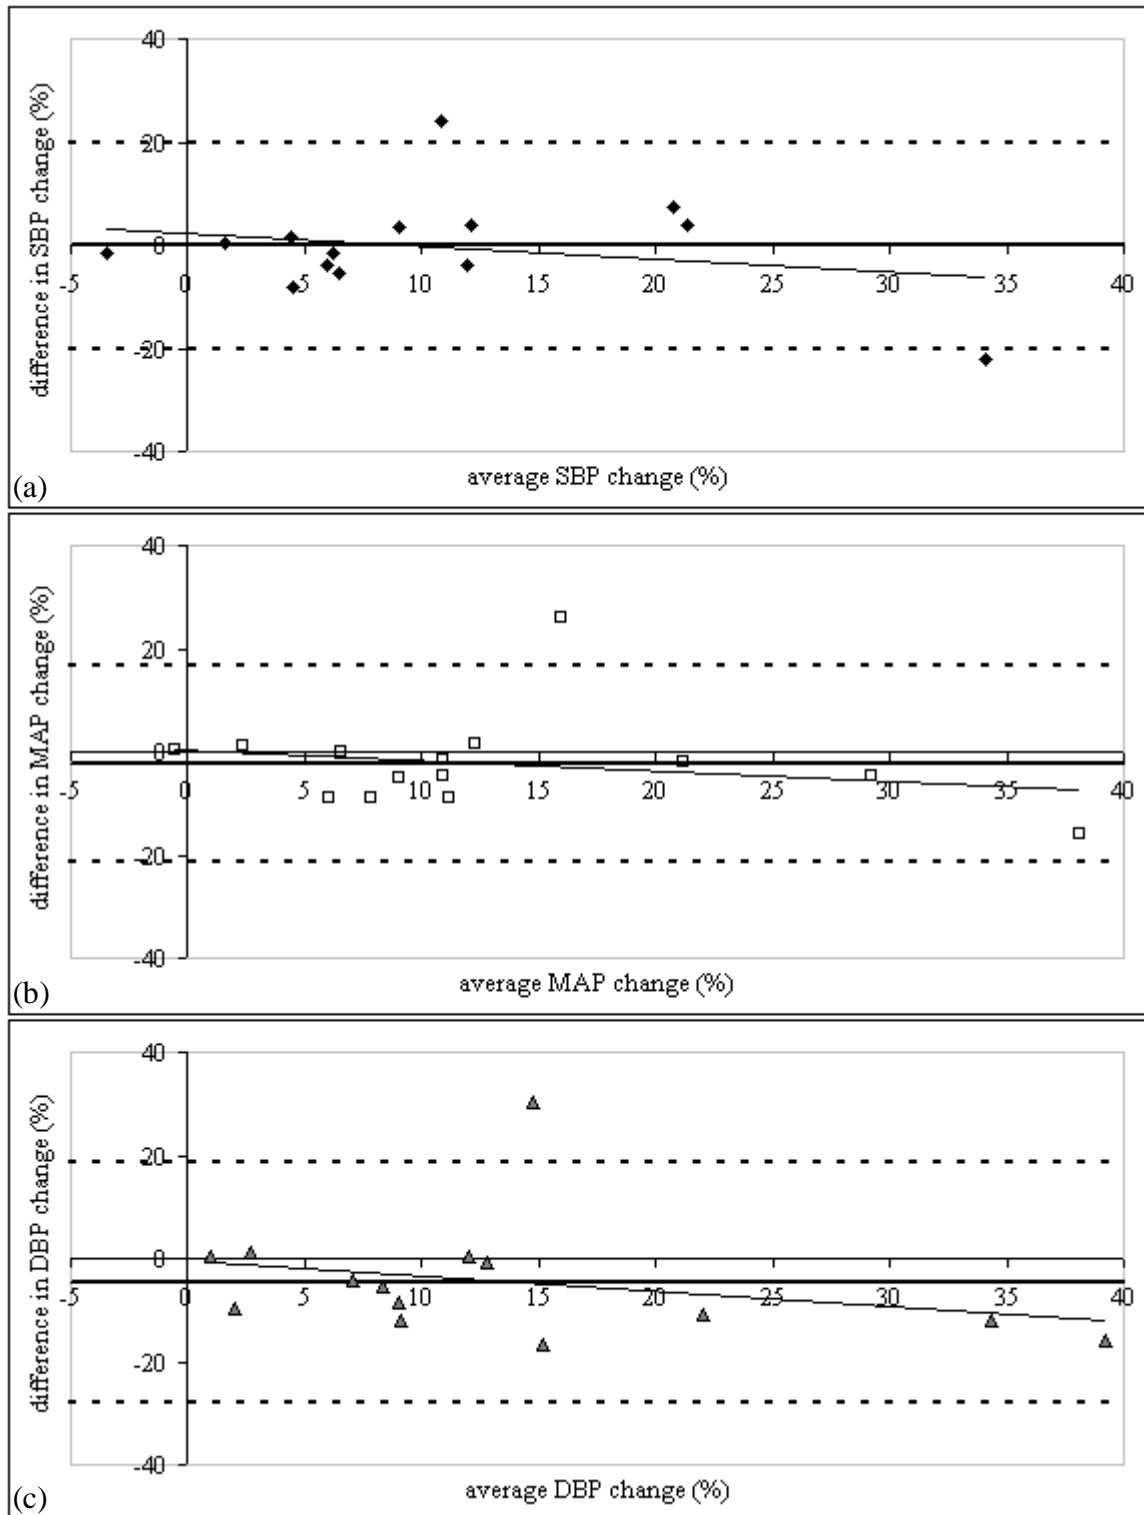 40
20
0
-5 0 5 10 15 20 25 30 35 40
-20
-40
difference in SBP change (%)
average SBP change (%)
(a)
40
20
0
-5 0 5 10 15 20 25 30 35 40
-20
-40
difference in MAP change (%)
average MAP change (%)
(b)
40
20
0
-5 0 5 10 15 20 25 30 35 40
-20
-40
difference in DBP change (%)
average DBP change (%)
(c)